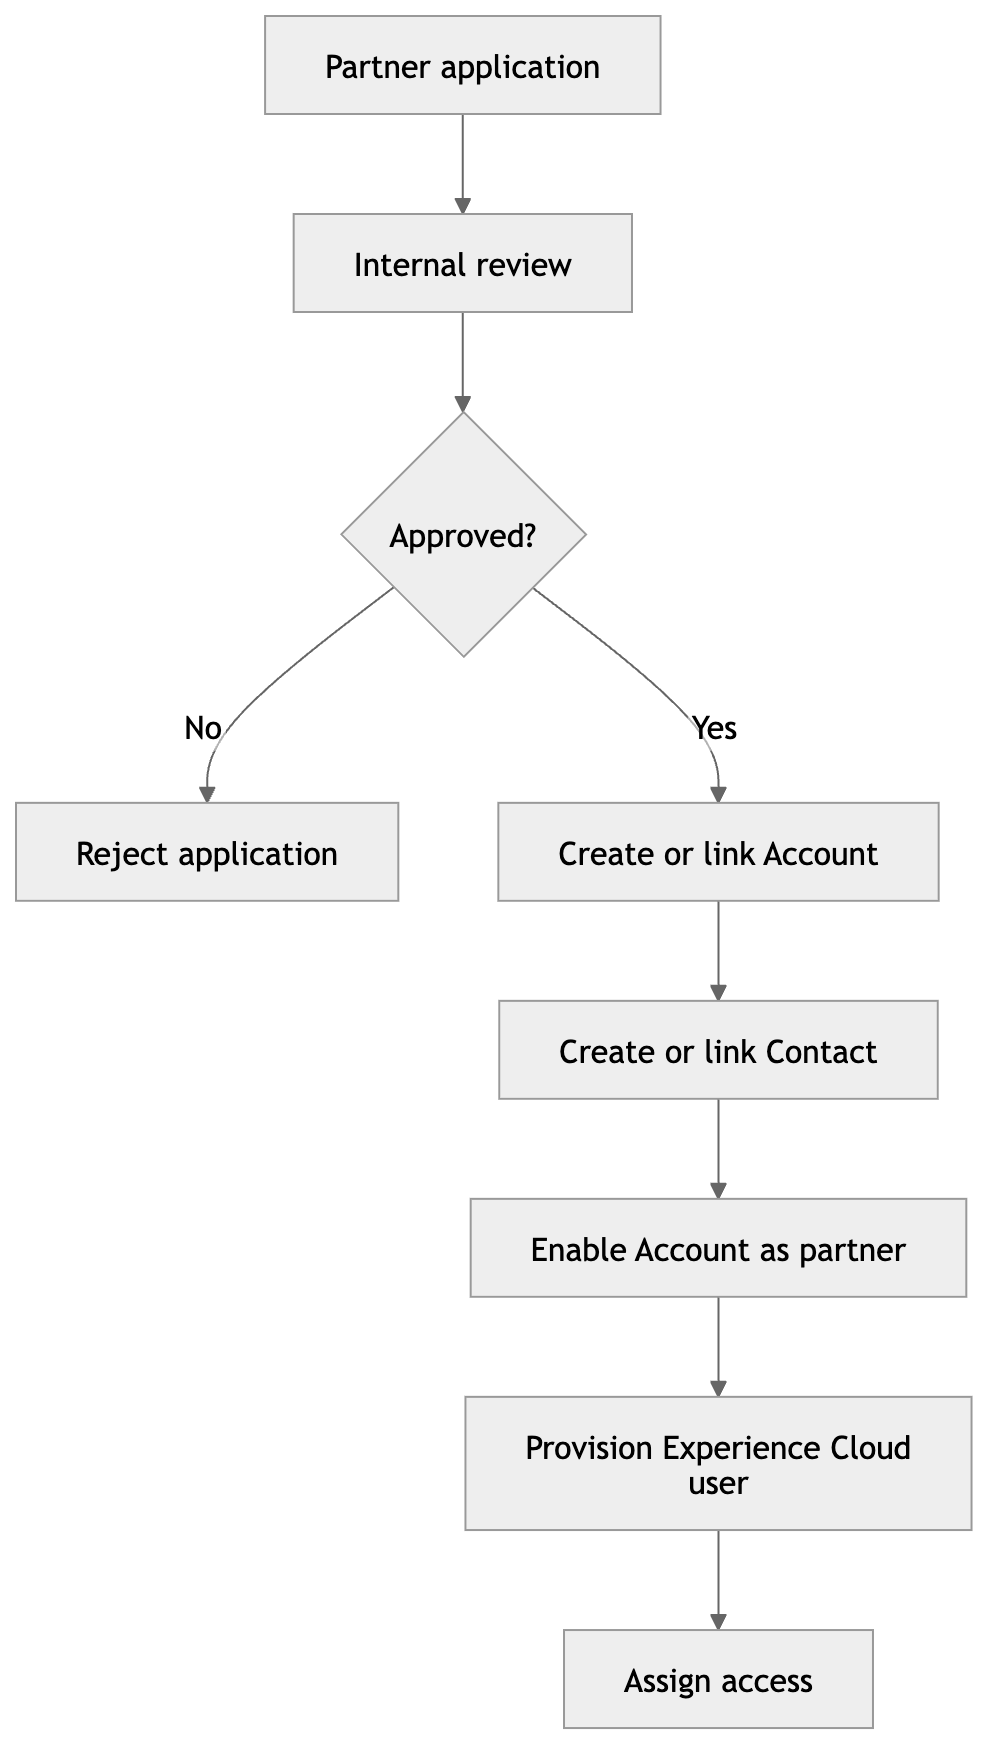 Partner application
Internal review
Approved?
No
Yes
Reject application
Create or link Account
Create or link Contact
Enable Account as partner
Provision Experience Cloud
user
Assign access